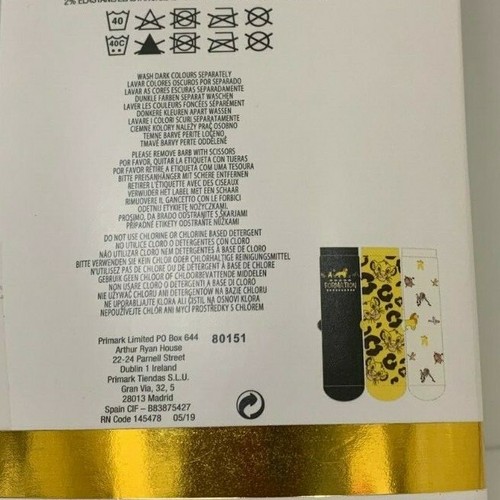 40
40C
WASH DARK COLOURS SEPARATELY
LAVAR COLORES OSCUROS POR SEPARADO
LAVAR AS CORES ESCURAS SEPARADAMENTE
DUNKLE FARBEN SEPARAT WASCHEN
LAVER LES COULEURS FONCÉES SÉPARÉMENT
DONKERE KLEUREN APART WASSEN
LAVARE I COLORI SCURI SEPARATAMENTE
CIEMNE KOLORY NALEŻY PRAĆ OSOBNO
TEMNE BARVE PERITE LOČENO
TMAVÉ BARVY PERTE ODDĚLENĚ
PLEASE REMOVE BARB WITH SCISSORS
POR FAVOR, QUITAR LA ETIQUETA CON TIJERAS
POR FAVOR RETIRE A ETIQUETA COM UMA TESOURA
BITTE PREISANHÄNGER MIT SCHERE ENTFERNEN
RETIRER L'ÉTIQUETTE AVEC DES CISEAUX
VERWIJDER HET LABEL MET EEN SCHAAR
RIMUOVERE IL GANCETTO CON LE FORBICI
ODETNIJ ETYKIETĘ NOŻYCZKAMI.
PROSIMO, DA BRADO ODSTRANITE S ŠKARJAMI
PŘÍPADNÉ ETIKETY ODSTRAŇTE NŮŽKAMI
DO NOT USE CHLORINE OR CHLORINE BASED DETERGENT
NO UTILICE CLORO O DETERGENTES CON CLORO
NÃO UTILIZAR CLORO NEM DETERGENTES À BASE DE CLORO
BITTE VERWENDEN SIE KEIN CHLOR ODER CHLORHALTIGE REINIGUNGSMITTEL
N'UTILISEZ PAS DE CHLORE OU DE DÉTERGENT À BASE DE CHLORE
GEBRUIK GEEN CHLOOR OF CHLOORBEVATTENDE MIDDELEN
NON USARE CLORO O DETERGENTI A BASE DI CLORO
NIE UŻYWAĆ CHLORU ANI DETERGENTÓW NA BAZIE CHLORU
NE UPORABLJAJTE KLORA ALI ČISTIL NA OSNOVI KLORA
NEPOUŽÍVEJTE CHLÓR ANI MYCÍ PROSTŘEDKY S CHLÓREM
Primark Limited PO Box 644 80151
Arthur Ryan House
22-24 Parnell Street
Dublin 1 Ireland
Primark Tiendas S.L.U.
Gran Vía, 32, 5
28013 Madrid
Spain CIF – B83875427
RN Code 145478 05/19
FORMATION